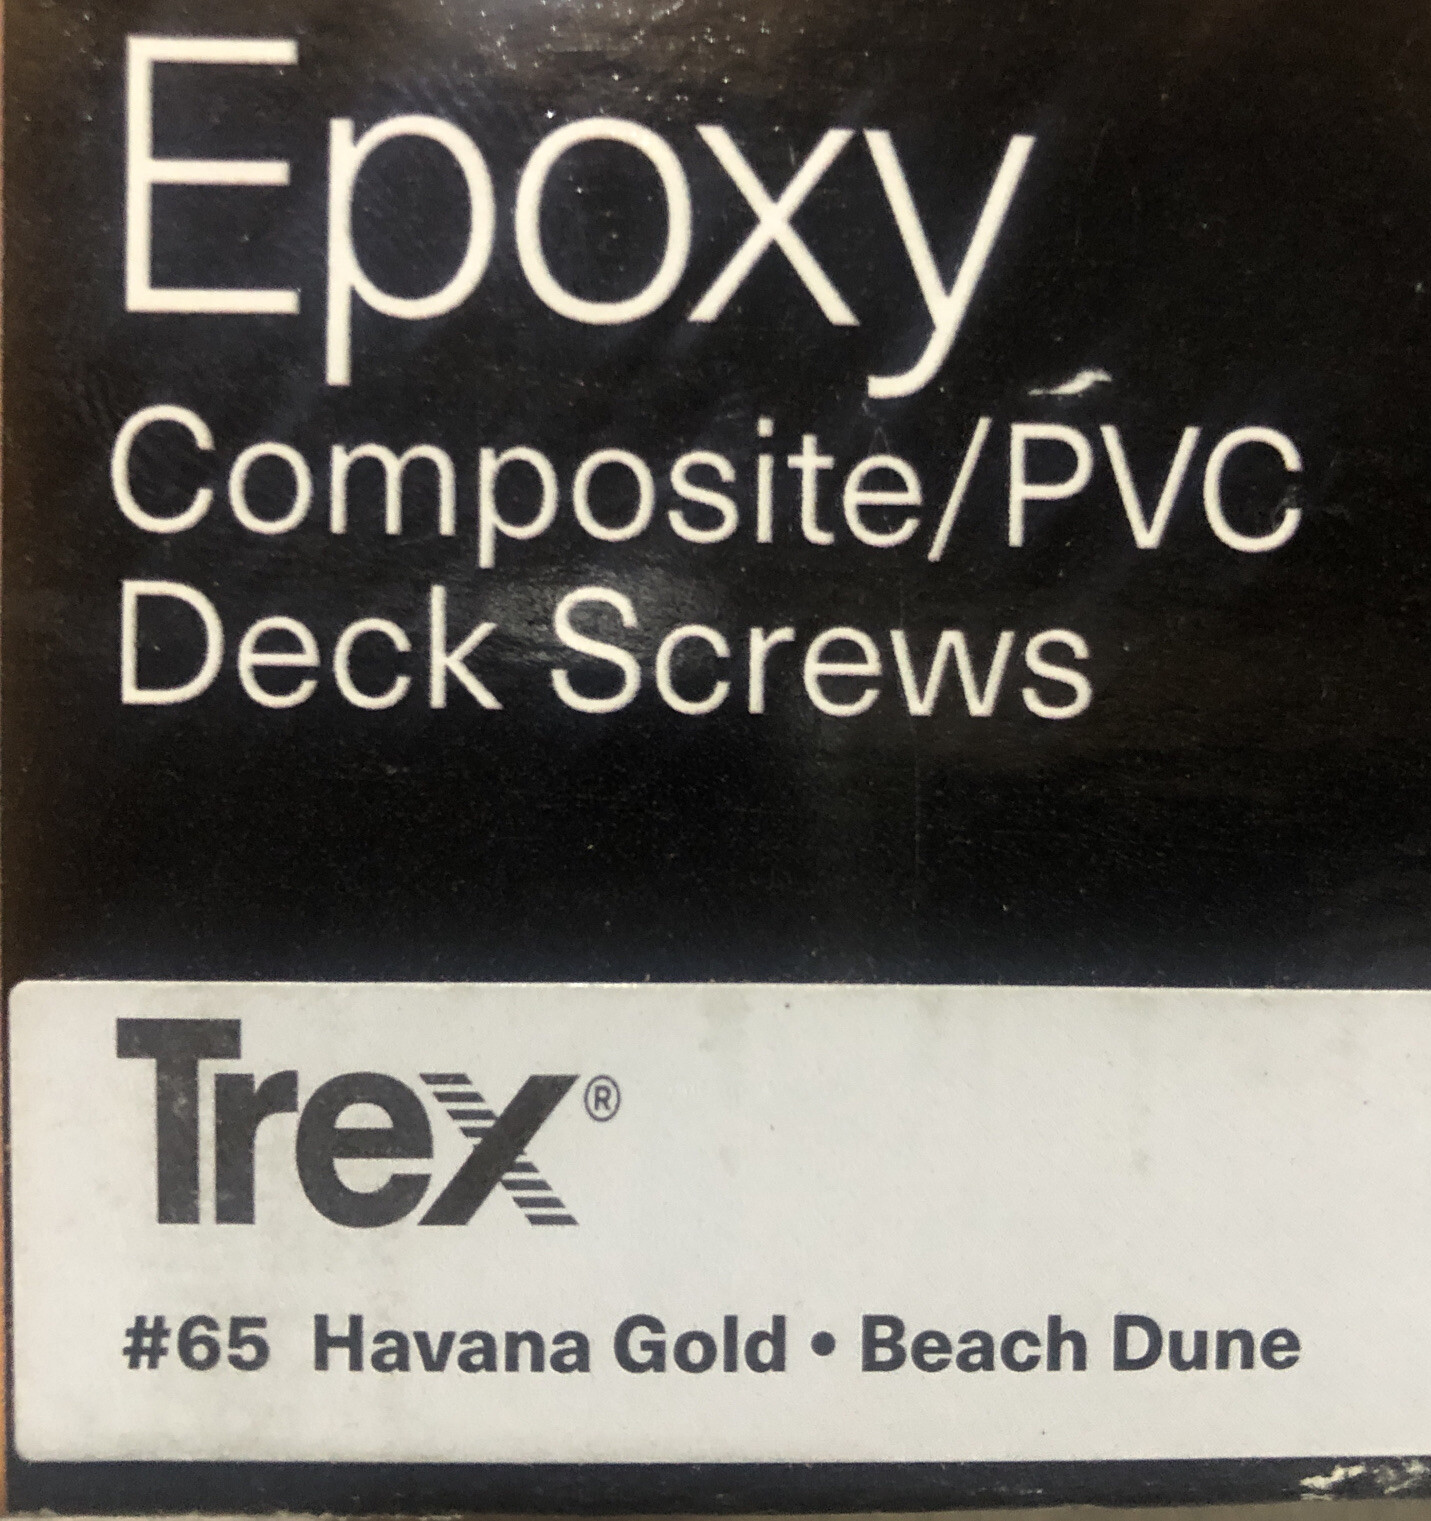 Epoxy
Composite/PVC
Deck Screws
Trex®
#65 Havana Gold • Beach Dune